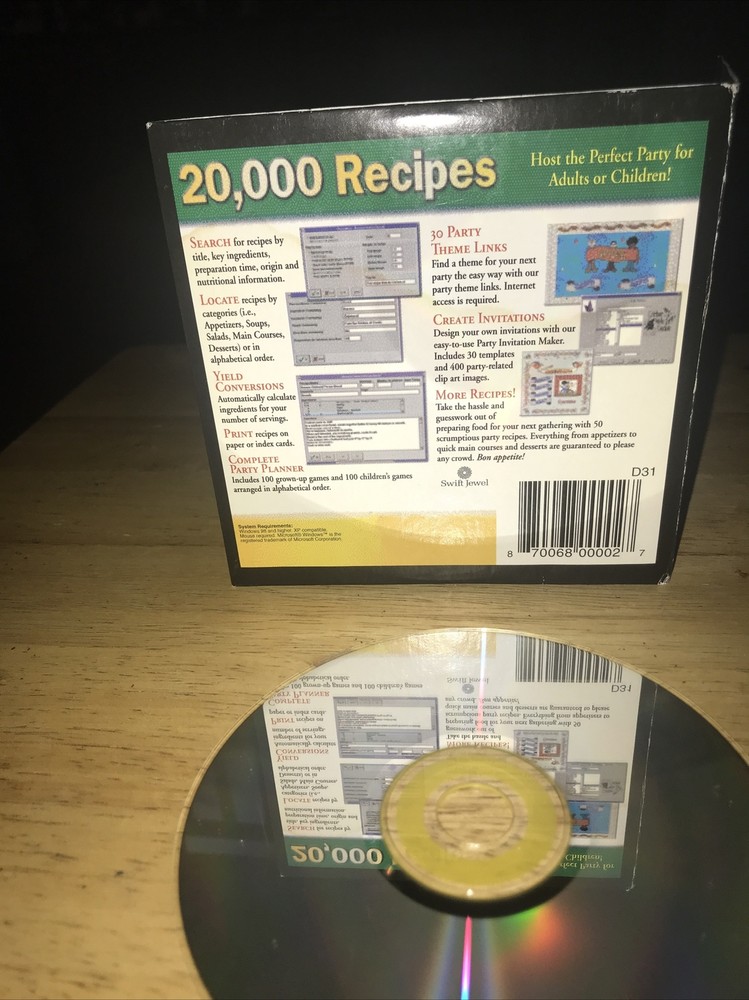 20,000 Recipes
Host the Perfect Party for
Adults or Children!
SEARCH for recipes by
title, key ingredients,
preparation time, origin and
nutritional information.
LOCATE recipes by
categories (i.e.,
Appetizers, Soups,
Salads, Main Courses,
Desserts) or in
alphabetical order.
YIELD
CONVERSIONS
Automatically calculate
ingredients for your
number of servings.
PRINT recipes on
paper or index cards.
COMPLETE
PARTY PLANNER
Includes 100 grown-up games and 100 children's games
arranged in alphabetical order.
30 PARTY
THEME LINKS
Find a theme for your next
party the easy way with our
party theme links. Internet
access is required.
CREATE INVITATIONS
Design your own invitations with our
easy-to-use Party Invitation Maker.
Includes 30 templates
and 400 party-related
clip art images.
MORE RECIPES!
Take the hassle and
guesswork out of
preparing food for your next gathering with 50
scrumptious party recipes. Everything from appetizers to
quick main courses and desserts are guaranteed to please
any crowd. Bon appetite!
Swift Jewel
D31
8 70068 00002 7
System Requirements:
Windows 98 and higher, XP compatible.
Mouse required. Microsoft® Windows™ is the
registered trademark of Microsoft Corporation.